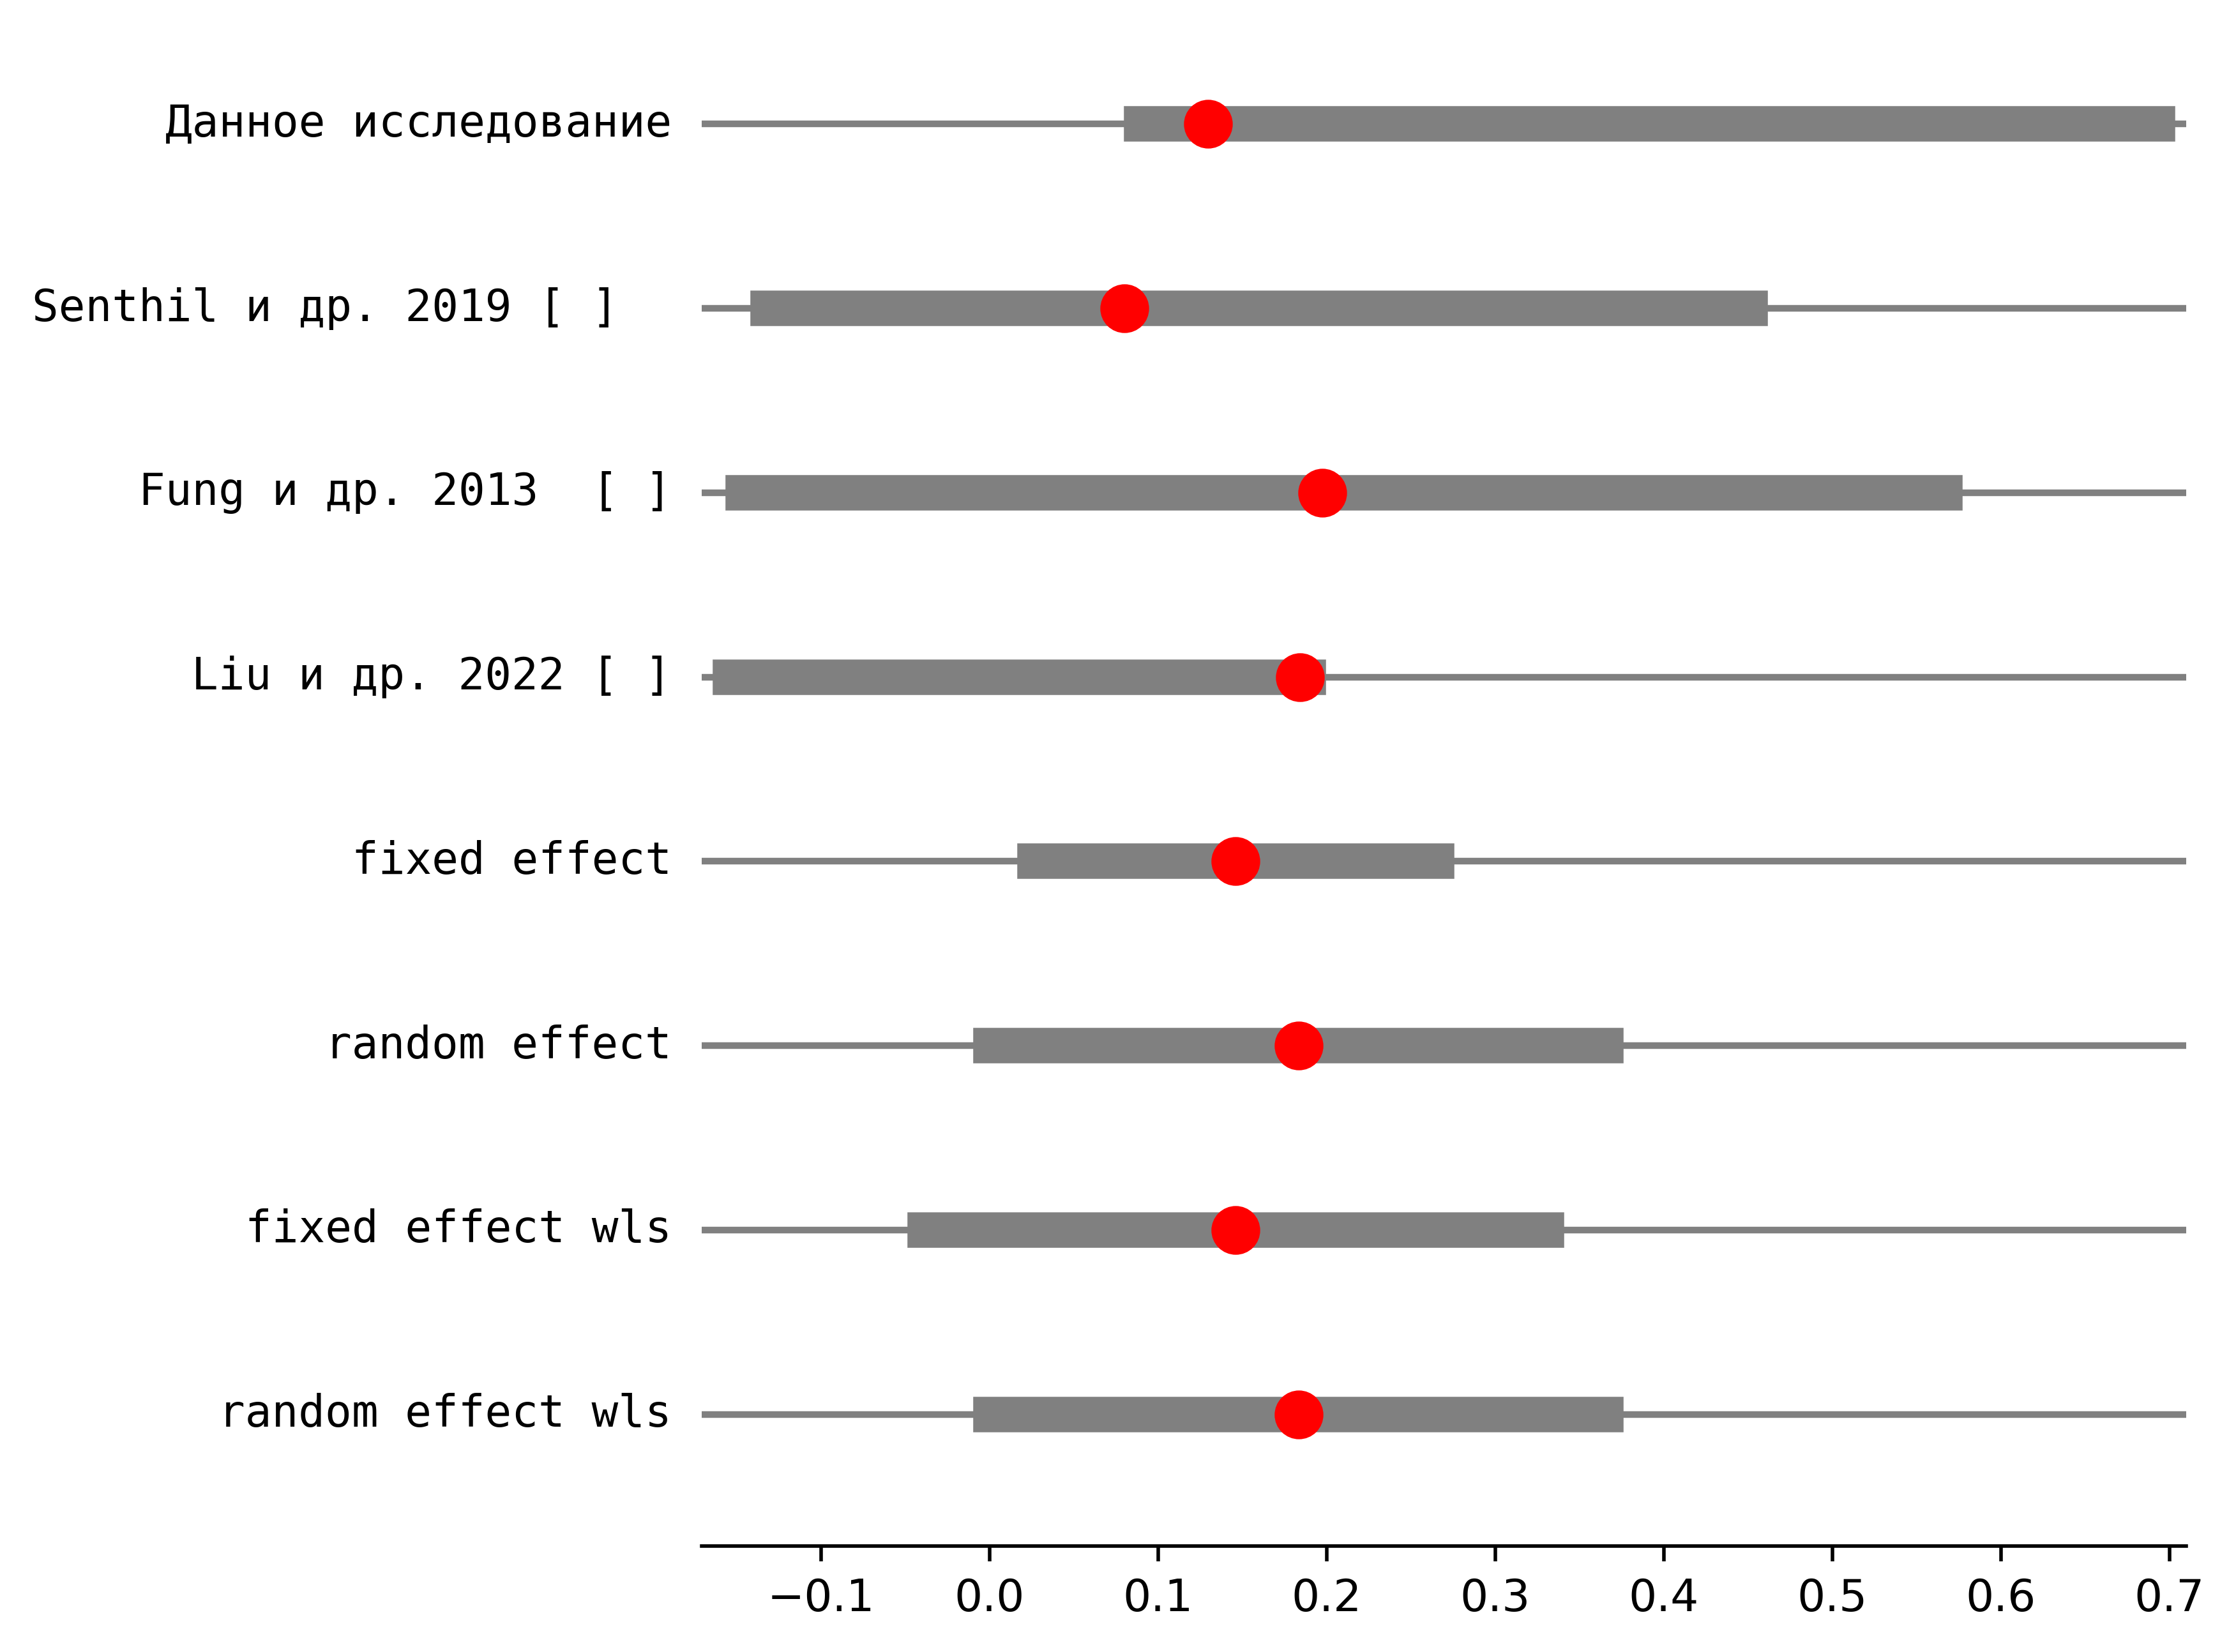 Данное исследование
Senthil и др. 2019 [ ]
Fung и др. 2013  [ ]
Liu и др. 2022 [ ]
fixed effect
random effect
fixed effect wls
random effect wls
−0.1 0.0 0.1 0.2 0.3 0.4 0.5 0.6 0.7